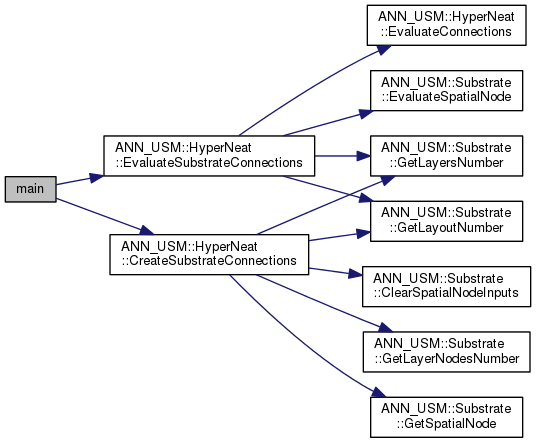 main
ANN_USM::HyperNeat
::EvaluateSubstrateConnections
ANN_USM::HyperNeat
::CreateSubstrateConnections
ANN_USM::HyperNeat
::EvaluateConnections
ANN_USM::Substrate
::EvaluateSpatialNode
ANN_USM::Substrate
::GetLayersNumber
ANN_USM::Substrate
::GetLayoutNumber
ANN_USM::Substrate
::ClearSpatialNodeInputs
ANN_USM::Substrate
::GetLayerNodesNumber
ANN_USM::Substrate
::GetSpatialNode